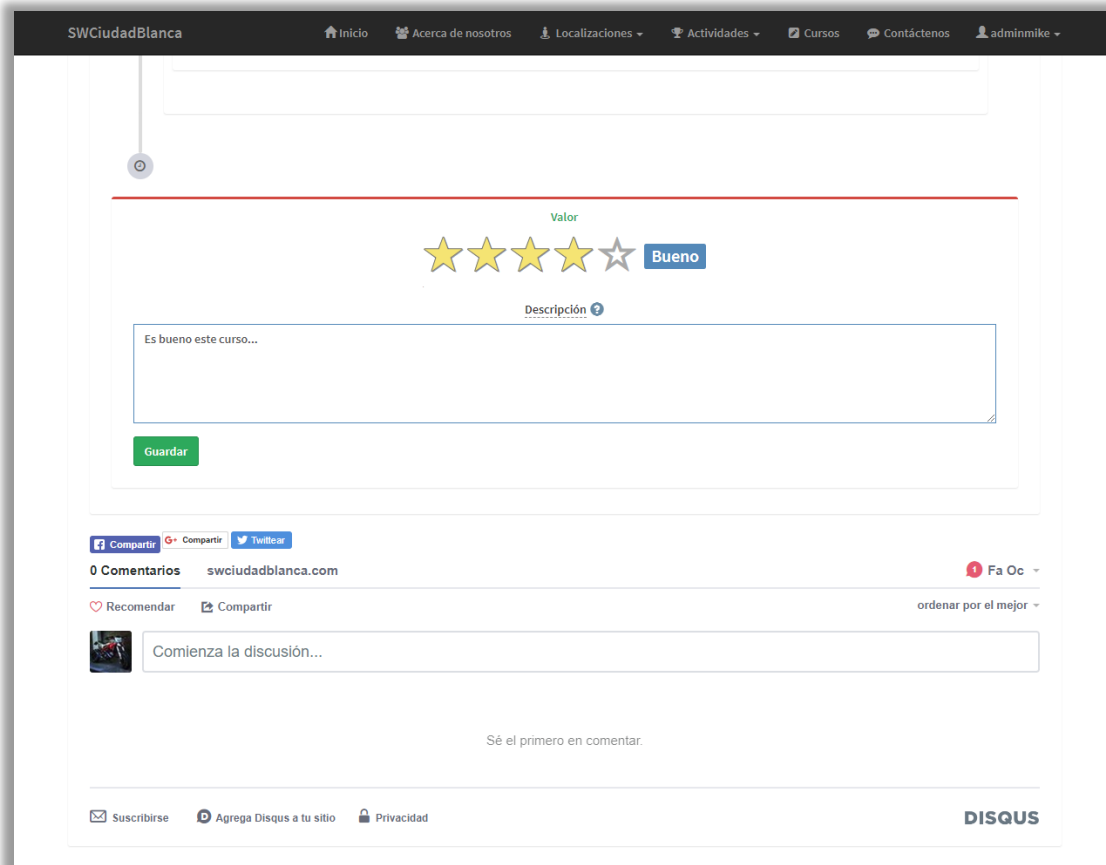 SWCiudadBlanca Inicio Acerca de nosotros Localizaciones Actividades Cursos Contáctenos adminmike
Valor
Bueno
Descripción
Es bueno este curso...
Guardar
Compartir G+ Compartir Twittear
0 Comentarios swciudadblanca.com 1 Fa Oc
Recomendar Compartir ordenar por el mejor
Comienza la discusión...
Sé el primero en comentar.
Suscribirse Agrega Disqus a tu sitio Privacidad DISQUS